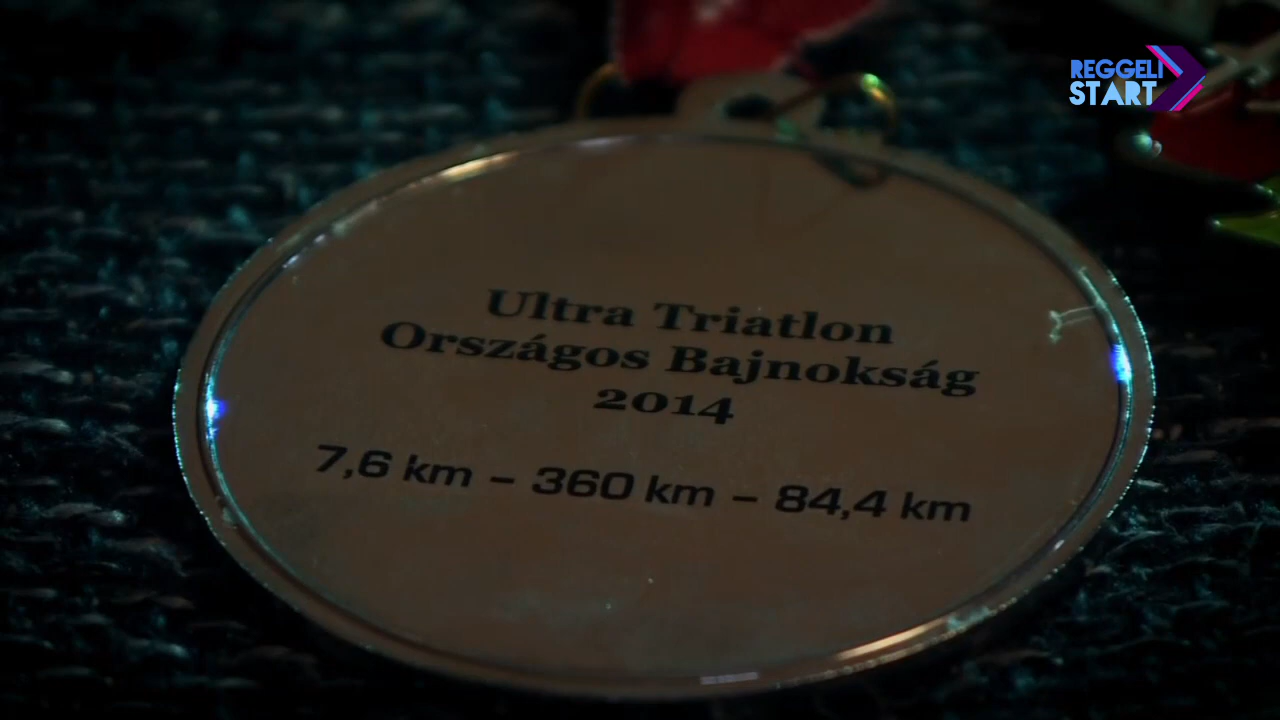 REGGELI
START
Ultra Triatlon
Országos Bajnokság
2014
7,6 km – 360 km – 84,4 km